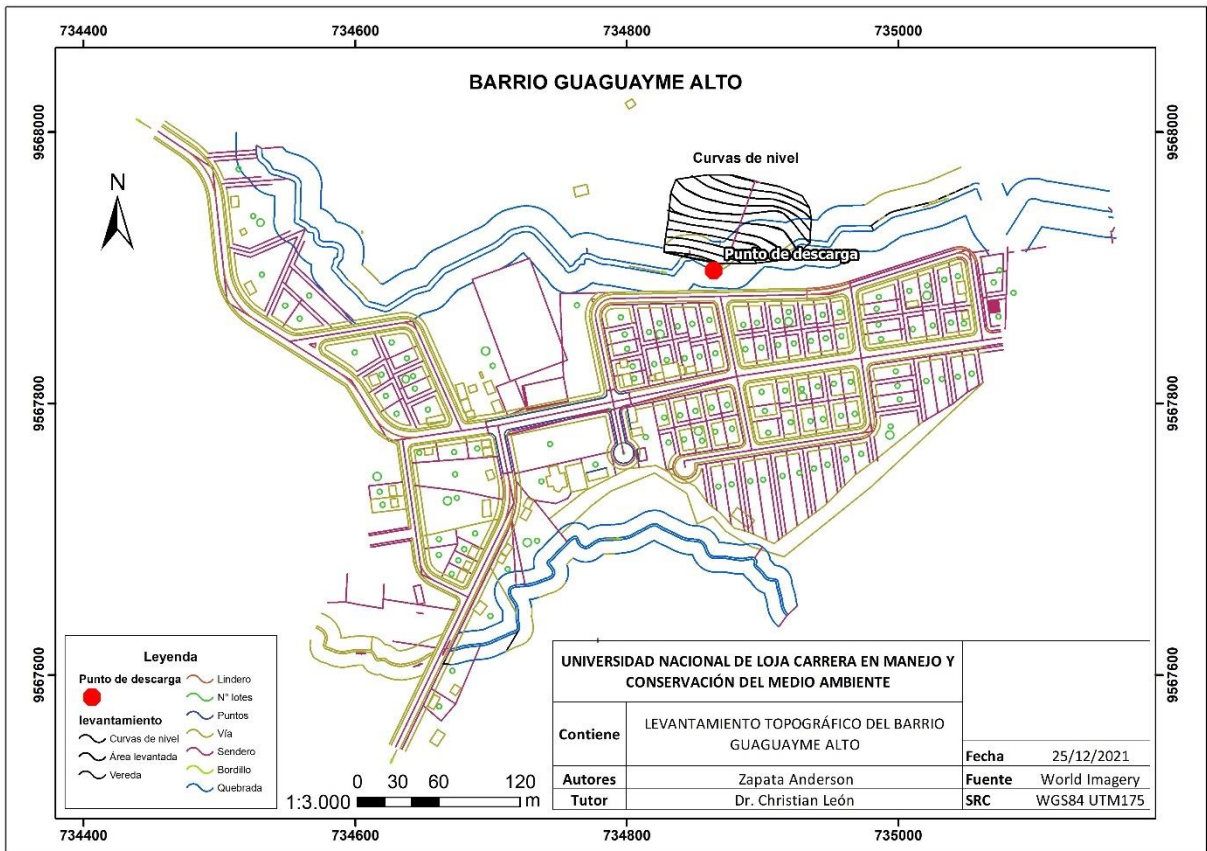 734400 734600 734800 735000
BARRIO GUAGUAYME ALTO
9568000 9568000
Curvas de nivel
N
Punto de descarga
9567800 9567800
9567600 9567600
Leyenda
Punto de descarga
levantamiento
Curvas de nivel
Área levantada
Vereda
Lindero
N° lotes
Puntos
Vía
Sendero
Bordillo
Quebrada
0 30 60 120
1:3.000 m
UNIVERSIDAD NACIONAL DE LOJA CARRERA EN MANEJO Y
CONSERVACIÓN DEL MEDIO AMBIENTE
Contiene
LEVANTAMIENTO TOPOGRÁFICO DEL BARRIO
GUAGUAYME ALTO
Fecha 25/12/2021
Autores Zapata Anderson
Fuente World Imagery
Tutor Dr. Christian León
SRC WGS84 UTM175
734400 734600 734800 735000